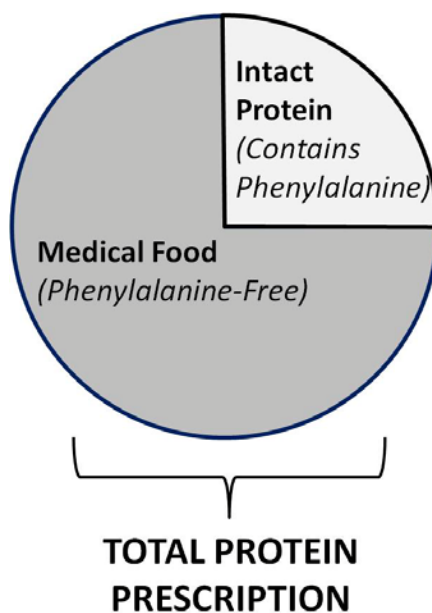 Intact
Protein
(Contains
Phenylalanine)
Medical Food
(Phenylalanine-Free)
TOTAL PROTEIN
PRESCRIPTION